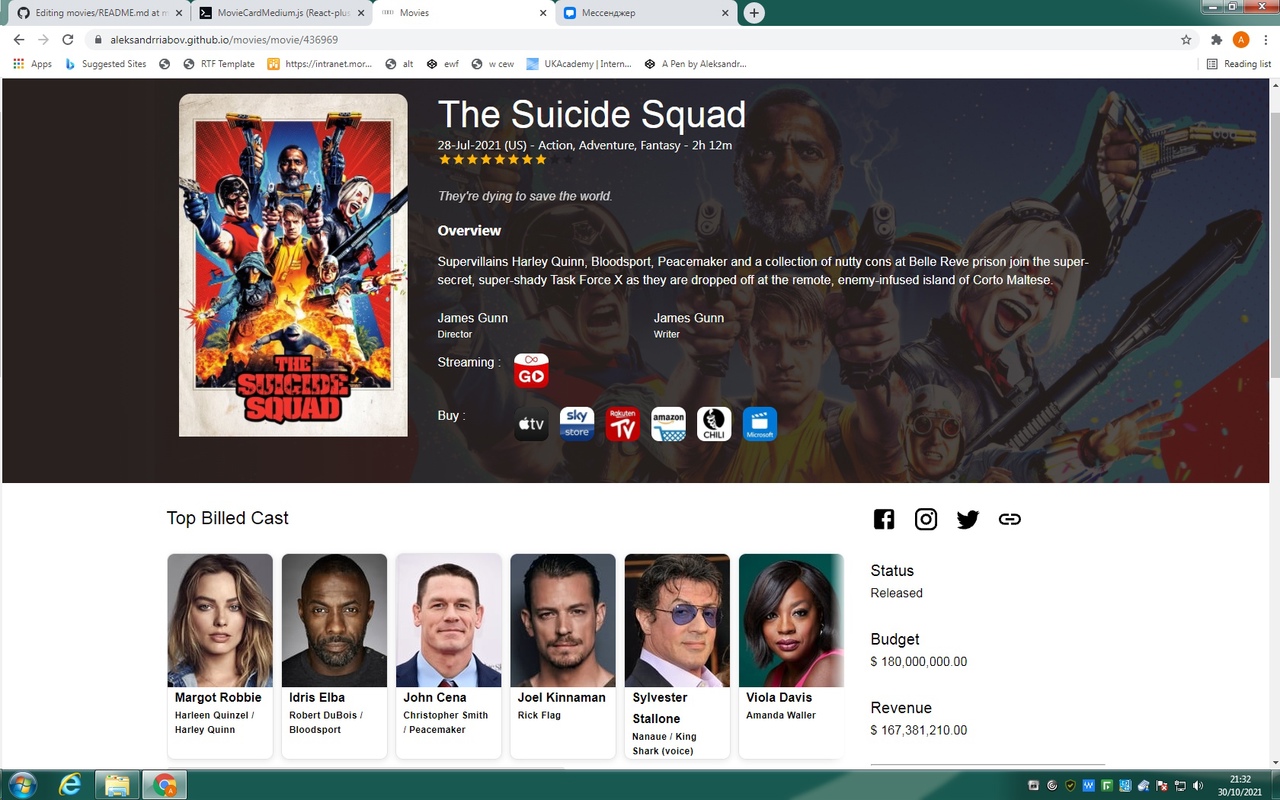 Editing movies/README.md at m
MovieCardMedium.js (React-plus
Movies
Мессенджер
aleksandrriabov.github.io/movies/movie/436969
A
Apps
Suggested Sites
RTF Template
https://intranet.mor...
alt
ewf
w cew
UKAcademy | Intern...
A Pen by Aleksandr...
Reading list
The Suicide Squad
28-Jul-2021 (US) - Action, Adventure, Fantasy - 2h 12m
They're dying to save the world.
Overview
Supervillains Harley Quinn, Bloodsport, Peacemaker and a collection of nutty cons at Belle Reve prison join the super-
secret, super-shady Task Force X as they are dropped off at the remote, enemy-infused island of Corto Maltese.
James Gunn
Director
James Gunn
Writer
Streaming :
GO
Buy :
tv
sky
store
Rakuten
TV
amazon
CHILI
Microsoft
THE
SUICIDE
SQUAD
Top Billed Cast
Margot Robbie
Harleen Quinzel /
Harley Quinn
Idris Elba
Robert DuBois /
Bloodsport
John Cena
Christopher Smith
/ Peacemaker
Joel Kinnaman
Rick Flag
Sylvester
Stallone
Nanaue / King
Shark (voice)
Viola Davis
Amanda Waller
Status
Released
Budget
$ 180,000,000.00
Revenue
$ 167,381,210.00
21:32
30/10/2021